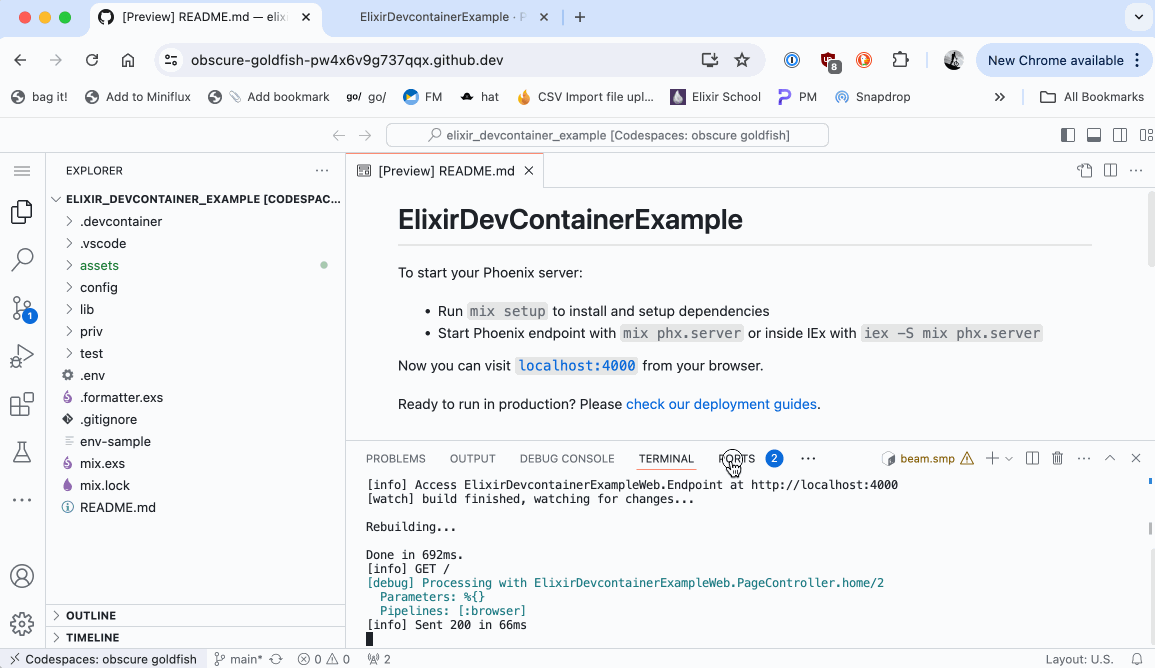 [Preview] README.md — elixi
ElixirDevcontainerExample · P
obscure-goldfish-pw4x6v9g737qqx.github.dev
8
New Chrome available
bag it!
Add to Miniflux
Add bookmark
go/ go/
FM
hat
CSV Import file upl...
Elixir School
PM
Snapdrop
All Bookmarks
elixir_devcontainer_example [Codespaces: obscure goldfish]
EXPLORER
[Preview] README.md
ELIXIR_DEVCONTAINER_EXAMPLE [CODESPAC...
.devcontainer
.vscode
assets
config
lib
priv
test
.env
.formatter.exs
.gitignore
env-sample
mix.exs
mix.lock
README.md
1
OUTLINE
TIMELINE
ElixirDevContainerExample
To start your Phoenix server:
• Run mix setup to install and setup dependencies
• Start Phoenix endpoint with mix phx.server or inside IEx with iex -S mix phx.server
Now you can visit localhost:4000 from your browser.
Ready to run in production? Please check our deployment guides.
PROBLEMS
OUTPUT
DEBUG CONSOLE
TERMINAL
PORTS
2
beam.smp
[info] Access ElixirDevcontainerExampleWeb.Endpoint at http://localhost:4000
[watch] build finished, watching for changes...
Rebuilding...
Done in 692ms.
[info] GET /
[debug] Processing with ElixirDevcontainerExampleWeb.PageController.home/2
Parameters: %{}
Pipelines: [:browser]
[info] Sent 200 in 66ms
Codespaces: obscure goldfish
main*
0
0
2
Layout: U.S.